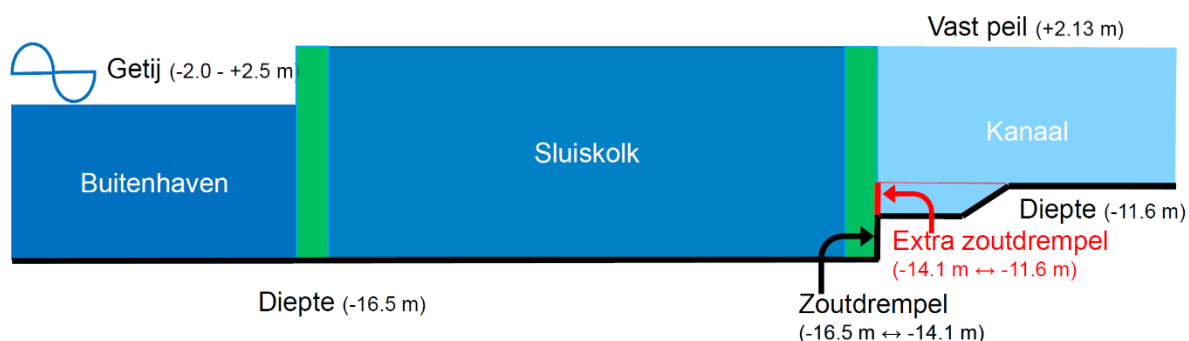 Vast peil (+2.13 m)
Getij (-2.0 - +2.5 m)
Kanaal
Sluiskolk
Buitenhaven
Diepte (-11.6 m)
Extra zoutdrempel
(-14.1 m ↔ -11.6 m)
Diepte (-16.5 m)
Zoutdrempel
(-16.5 m ↔ -14.1 m)